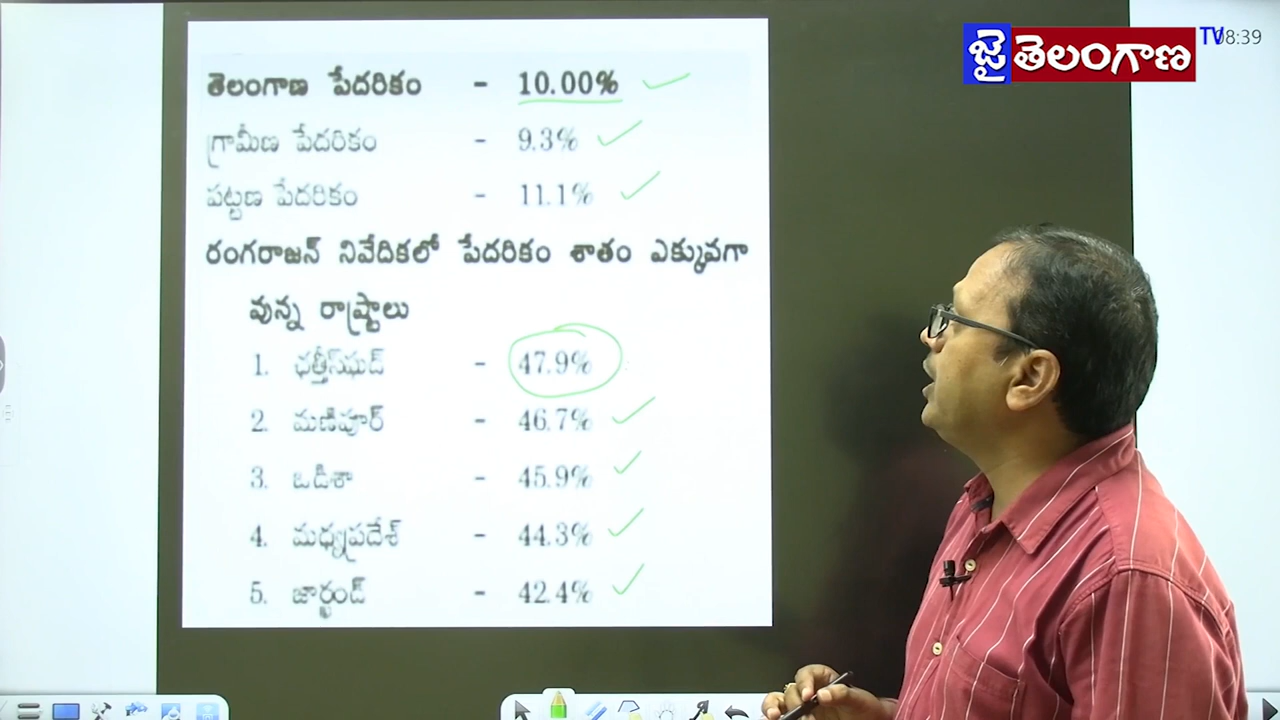 జై తెలంగాణ TV
08:39
తెలంగాణ పేదరికం - 10.00%
గ్రామీణ పేదరికం - 9.3%
పట్టణ పేదరికం - 11.1%
రంగరాజన్ నివేదికలో పేదరికం శాతం ఎక్కువగా
వున్న రాష్ట్రాలు
1. ఛత్తీస్‌ఘడ్ - 47.9%
2. మణిపూర్ - 46.7%
3. ఒడిశా - 45.9%
4. మధ్యప్రదేశ్ - 44.3%
5. జార్ఖండ్ - 42.4%